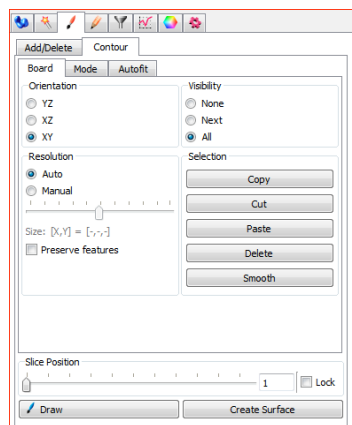 Add/Delete Contour
Board Mode Autofit
Orientation
YZ
XZ
XY
Visibility
None
Next
All
Resolution
Auto
Manual
Size: [X,Y] = [-,-,-]
Preserve features
Selection
Copy
Cut
Paste
Delete
Smooth
Slice Position
1 Lock
Draw Create Surface